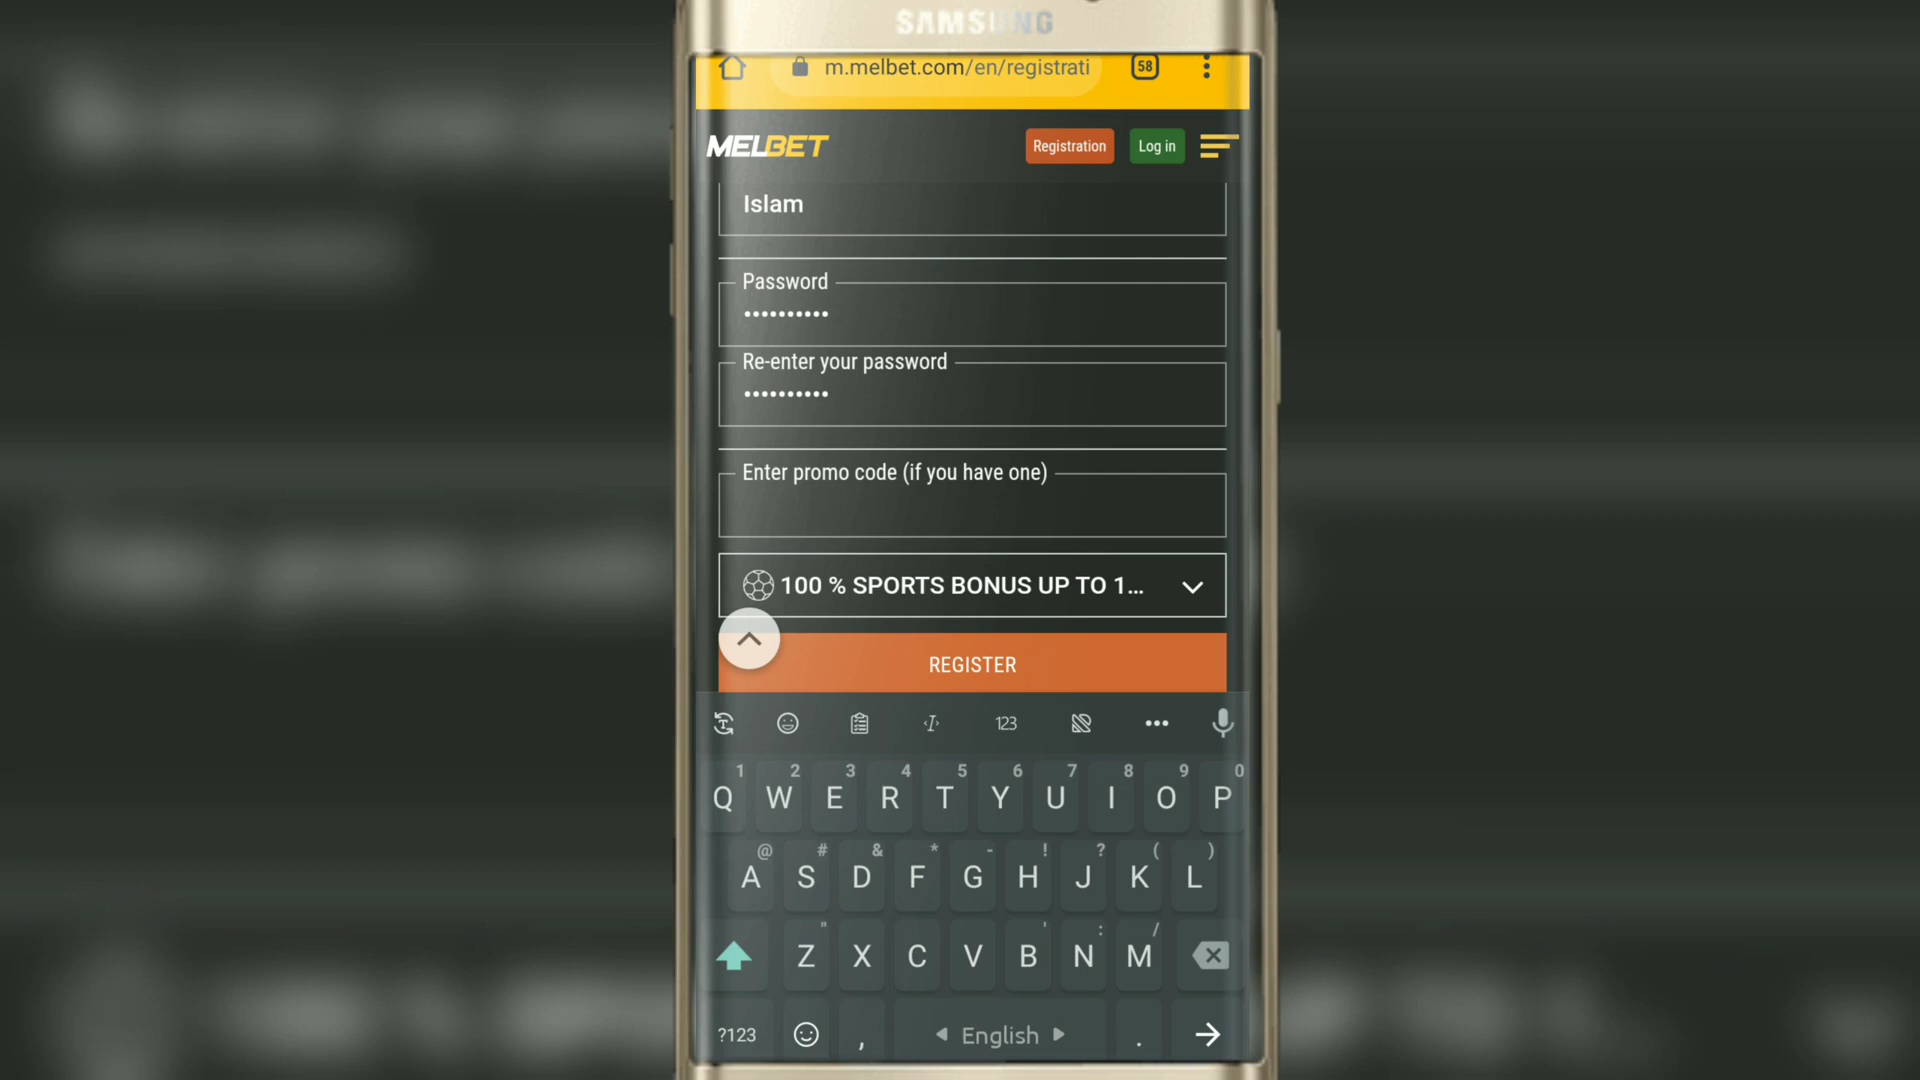 SAMSUNG
m.melbet.com/en/registrati
58
MELBET
Registration
Log in
Islam
Password
••••••••••
Re-enter your password
••••••••••
Enter promo code (if you have one)
100 % SPORTS BONUS UP TO 1...
REGISTER
123
1 2 3 4 5 6 7 8 9 0
Q W E R T Y U I O P
@ # & * - ! ? ( )
A S D F G H J K L
" ' : /
Z X C V B N M
?123 , English .